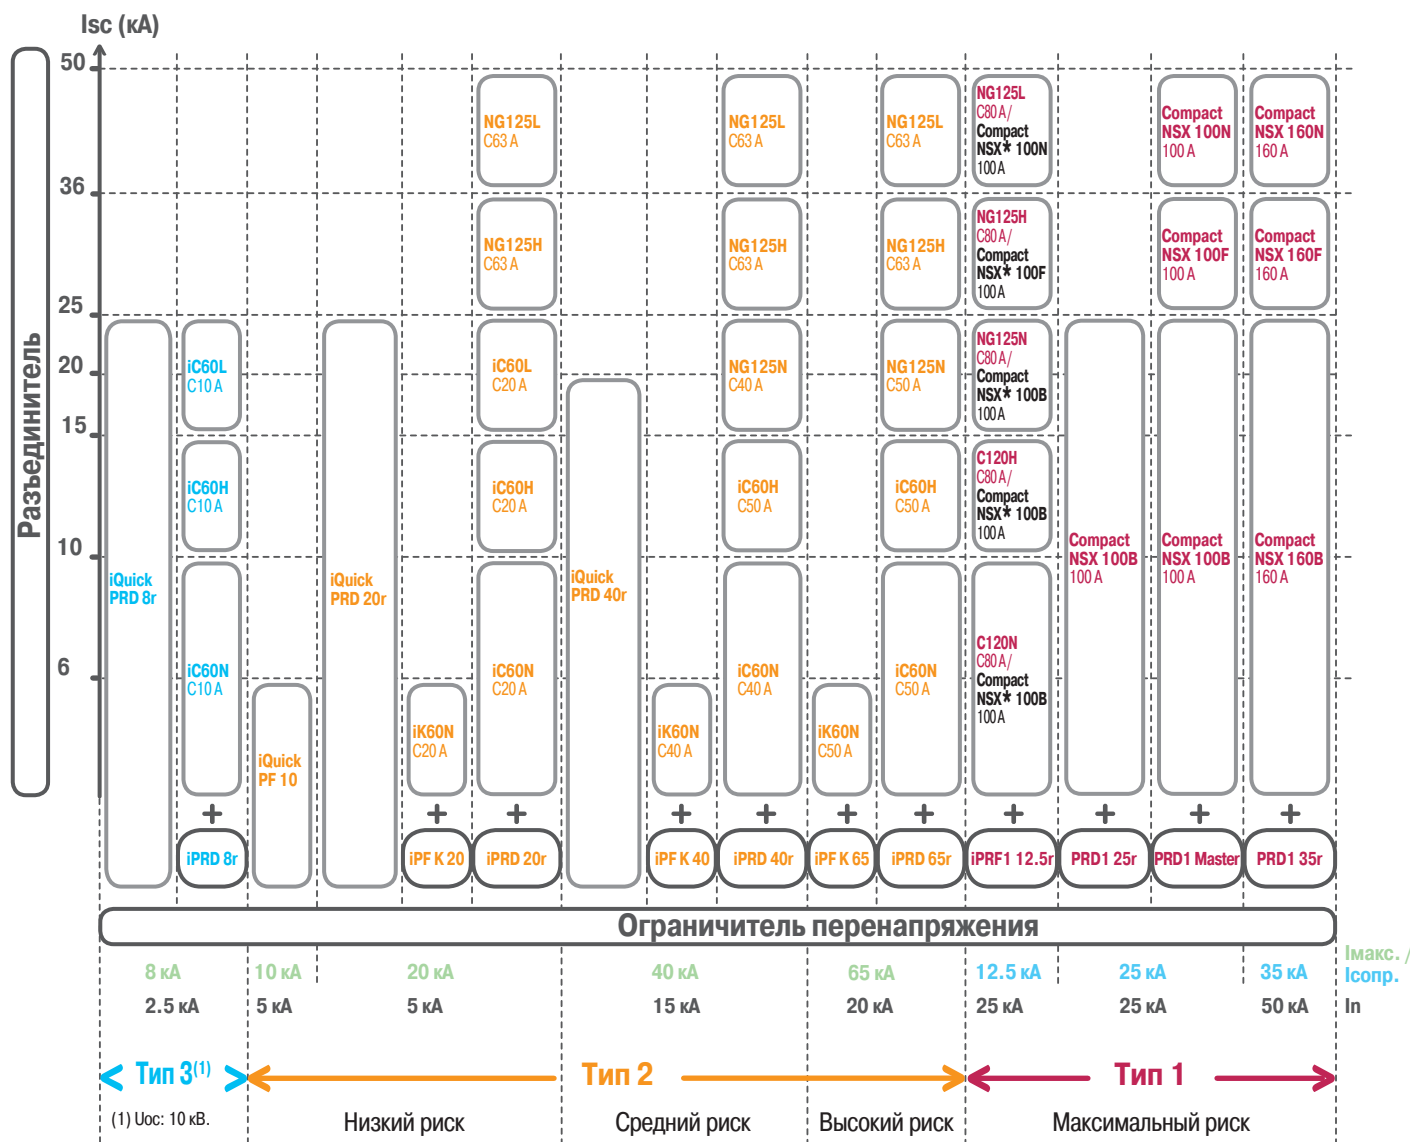 Isc (кА)
Разъединитель
50
36
25
20
15
10
6
iQuick
PRD 8r
iC60L
C10 A
iC60H
C10 A
iC60N
C10 A
+
iPRD 8r
iQuick
PF 10
iQuick
PRD 20r
iK60N
C20 A
+
iPF K 20
NG125L
C63 A
NG125H
C63 A
iC60L
C20 A
iC60H
C20 A
iC60N
C20 A
+
iPRD 20r
iQuick
PRD 40r
iK60N
C40 A
+
iPF K 40
NG125L
C63 A
NG125H
C63 A
NG125N
C40 A
iC60H
C50 A
iC60N
C40 A
+
iPRD 40r
iK60N
C50 A
+
iPF K 65
NG125L
C63 A
NG125H
C63 A
NG125N
C50 A
iC60H
C50 A
iC60N
C50 A
+
iPRD 65r
NG125L
C80 A/
Compact
NSX* 100N
100 A
NG125H
C80 A/
Compact
NSX* 100F
100 A
NG125N
C80 A/
Compact
NSX* 100B
100 A
C120H
C80 A/
Compact
NSX* 100B
100 A
C120N
C80 A/
Compact
NSX* 100B
100 A
+
iPRF1 12.5r
Compact
NSX 100B
100 A
+
PRD1 25r
Compact
NSX 100N
100 A
Compact
NSX 100F
100 A
Compact
NSX 100B
100 A
+
PRD1 Master
Compact
NSX 160N
160 A
Compact
NSX 160F
160 A
Compact
NSX 160B
160 A
+
PRD1 35r
Ограничитель перенапряжения
8 кА 10 кА 20 кА 40 кА 65 кА 12.5 кА 25 кА 35 кА Iмакс. /
Iсопр.
2.5 кА 5 кА 5 кА 15 кА 20 кА 25 кА 25 кА 50 кА In
Тип 3(1) Тип 2 Тип 1
(1) Uoc: 10 кВ. Низкий риск Средний риск Высокий риск Максимальный риск